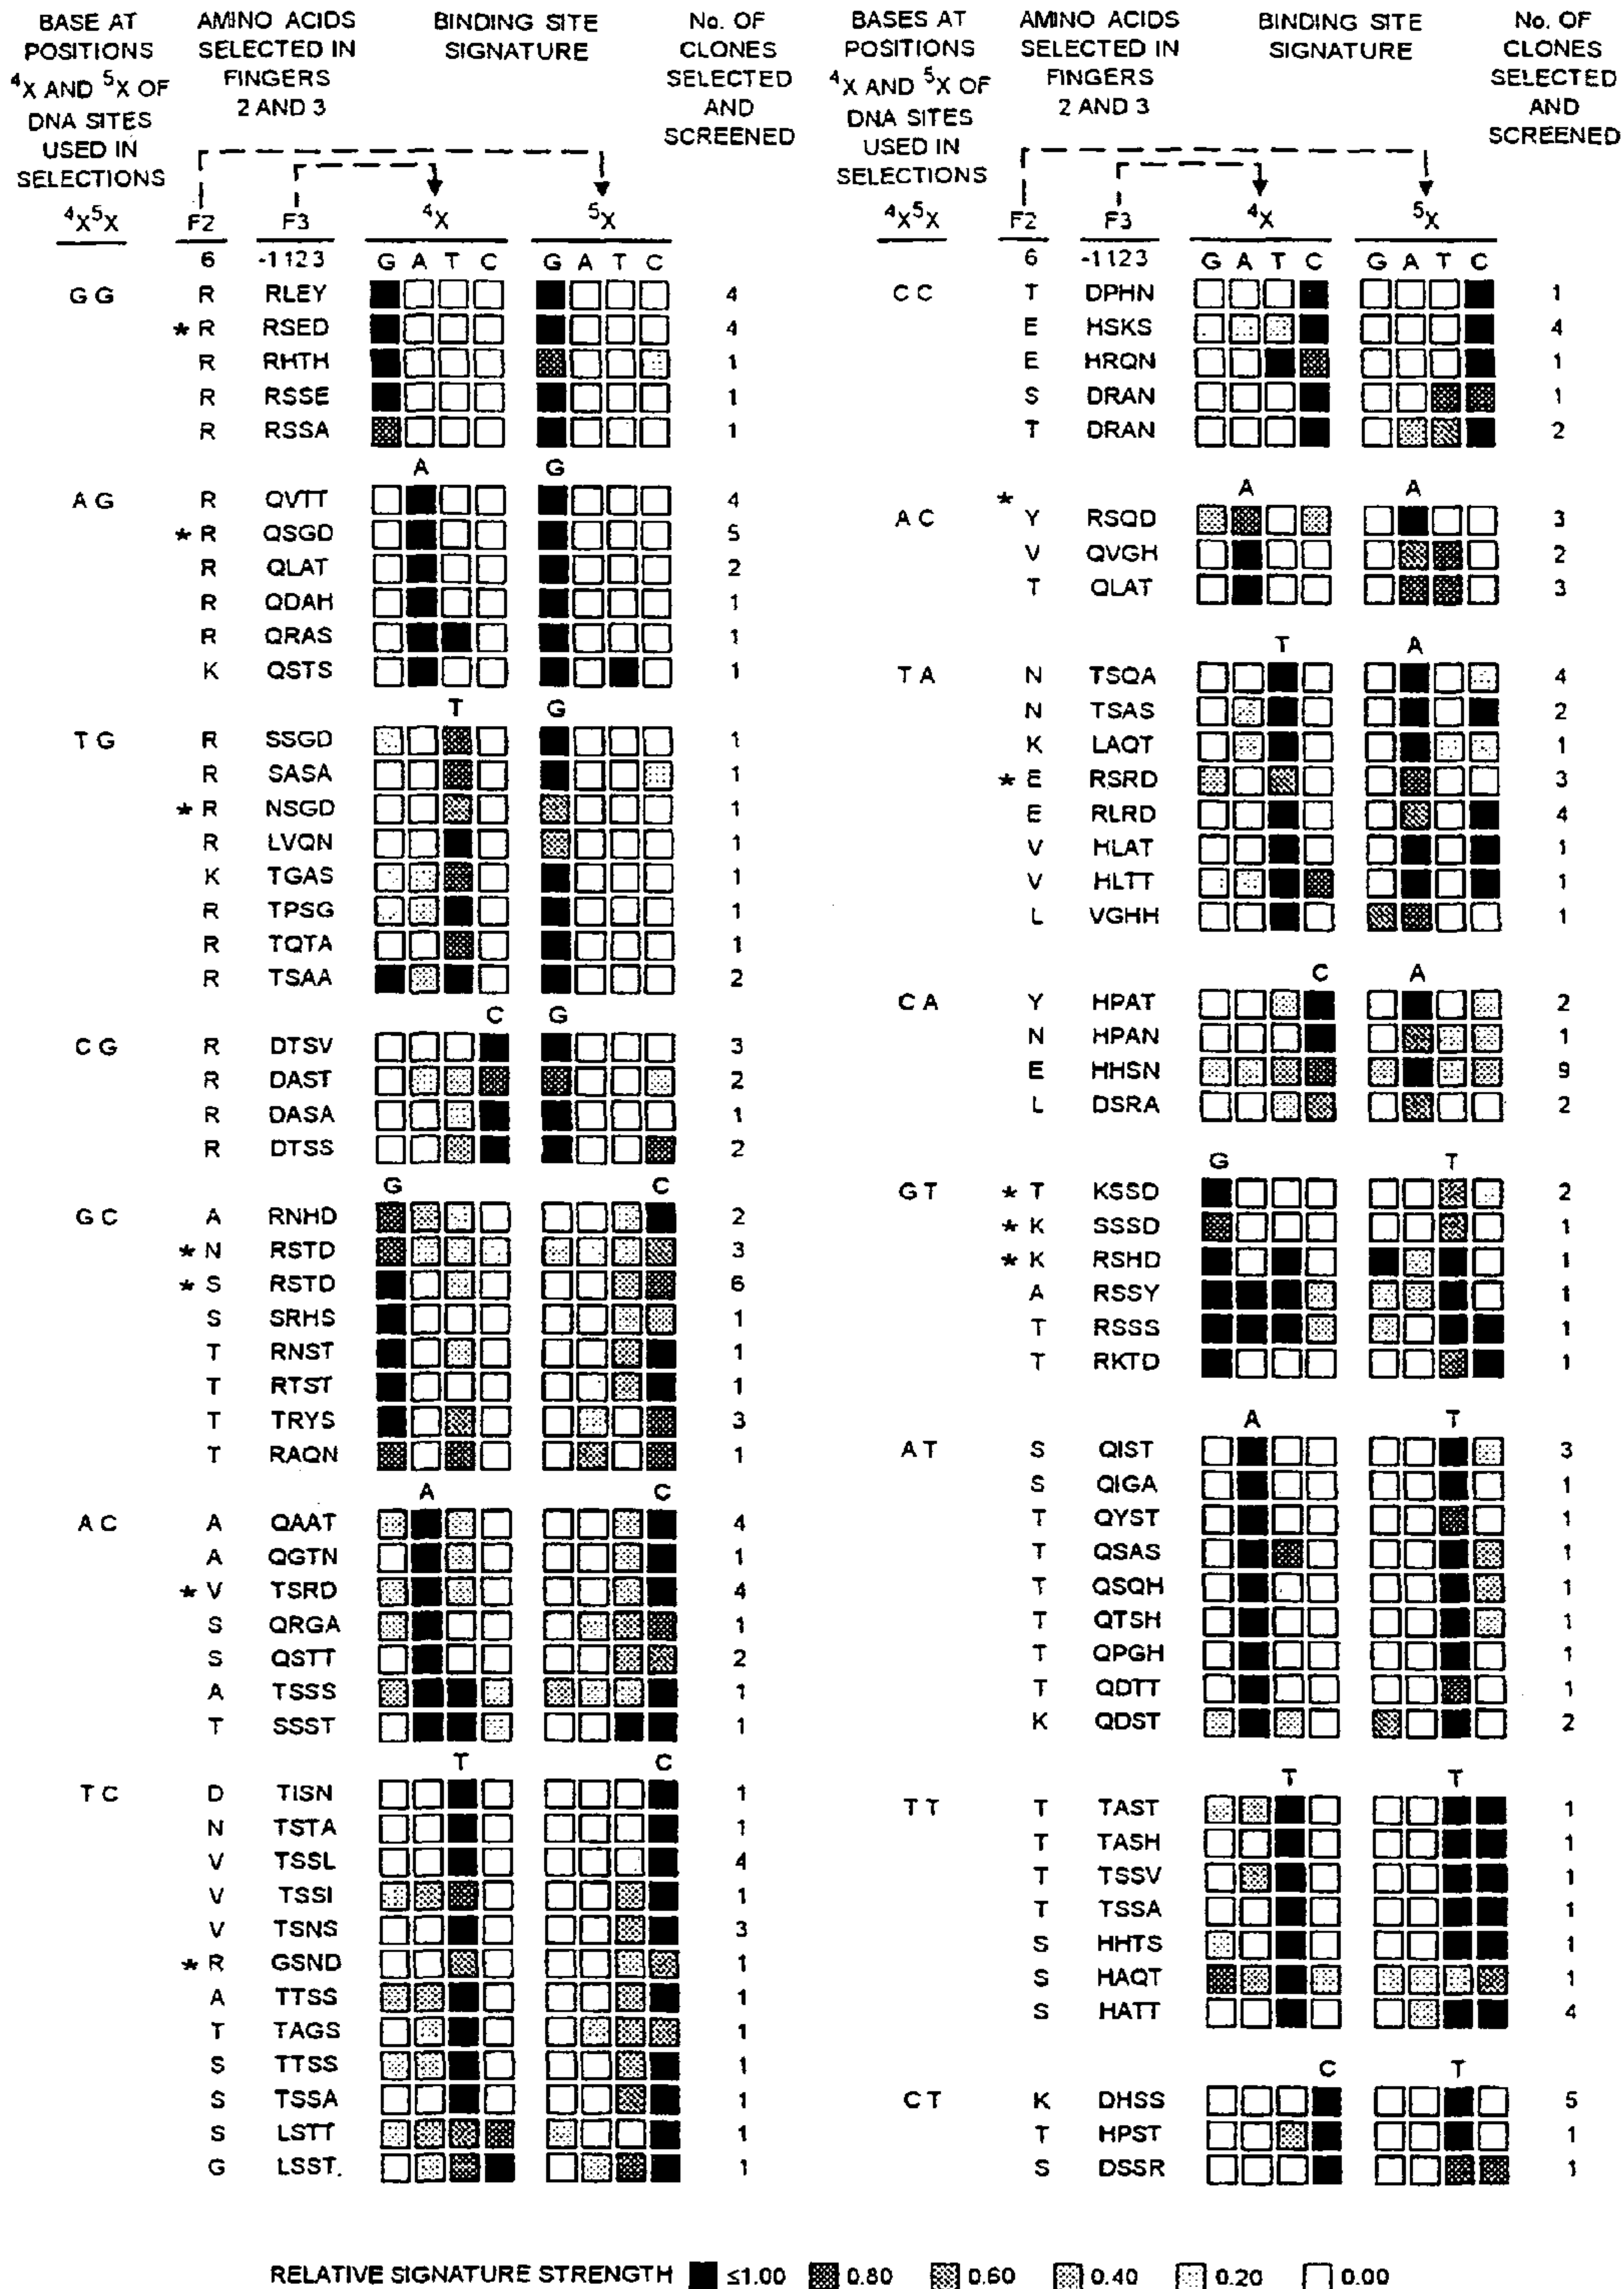 BASE AT
POSITIONS
4X AND 5X OF
DNA SITES
USED IN
SELECTIONS
AMINO ACIDS
SELECTED IN
FINGERS
2 AND 3
BINDING SITE
SIGNATURE
No. OF
CLONES
SELECTED
AND
SCREENED
4X5X F2 F3 4X 5X
6 -1123 G A T C G A T C
GG R RLEY 4
* R RSED 4
R RHTH 1
R RSSE 1
R RSSA 1
A G
AG R QVTT 4
* R QSGD 5
R QLAT 2
R QDAH 1
R QRAS 1
K QSTS 1
T G
TG R SSGD 1
R SASA 1
* R NSGD 1
R LVQN 1
K TGAS 1
R TPSG 1
R TQTA 1
R TSAA 2
C G
CG R DTSV 3
R DAST 2
R DASA 1
R DTSS 2
G C
GC A RNHD 2
* N RSTD 3
* S RSTD 6
S SRHS 1
T RNST 1
T RTST 1
T TRYS 3
T RAQN 1
A C
AC A QAAT 4
A QGTN 1
* V TSRD 4
S QRGA 1
S QSTT 2
A TSSS 1
T SSST 1
T C
TC D TISN 1
N TSTA 1
V TSSL 4
V TSSI 1
V TSNS 3
* R GSND 1
A TTSS 1
T TAGS 1
S TTSS 1
S TSSA 1
S LSTT 1
G LSST. 1
BASES AT
POSITIONS
4X AND 5X OF
DNA SITES
USED IN
SELECTIONS
AMINO ACIDS
SELECTED IN
FINGERS
2 AND 3
BINDING SITE
SIGNATURE
No. OF
CLONES
SELECTED
AND
SCREENED
4X5X F2 F3 4X 5X
6 -1123 G A T C G A T C
CC T DPHN 1
E HSKS 4
E HRQN 1
S DRAN 1
T DRAN 2
A A
AC * Y RSQD 3
V QVGH 2
T QLAT 3
T A
TA N TSQA 4
N TSAS 2
K LAQT 1
* E RSRD 3
E RLRD 4
V HLAT 1
V HLTT 1
L VGHH 1
C A
CA Y HPAT 2
N HPAN 1
E HHSN 9
L DSRA 2
G T
GT * T KSSD 2
* K SSSD 1
* K RSHD 1
A RSSY 1
T RSSS 1
T RKTD 1
A T
AT S QIST 3
S QIGA 1
T QYST 1
T QSAS 1
T QSQH 1
T QTSH 1
T QPGH 1
T QDTT 1
K QDST 2
T T
TT T TAST 1
T TASH 1
T TSSV 1
T TSSA 1
S HHTS 1
S HAQT 1
S HATT 4
C T
CT K DHSS 5
T HPST 1
S DSSR 1
RELATIVE SIGNATURE STRENGTH ≤1.00 0.80 0.60 0.40 0.20 0.00